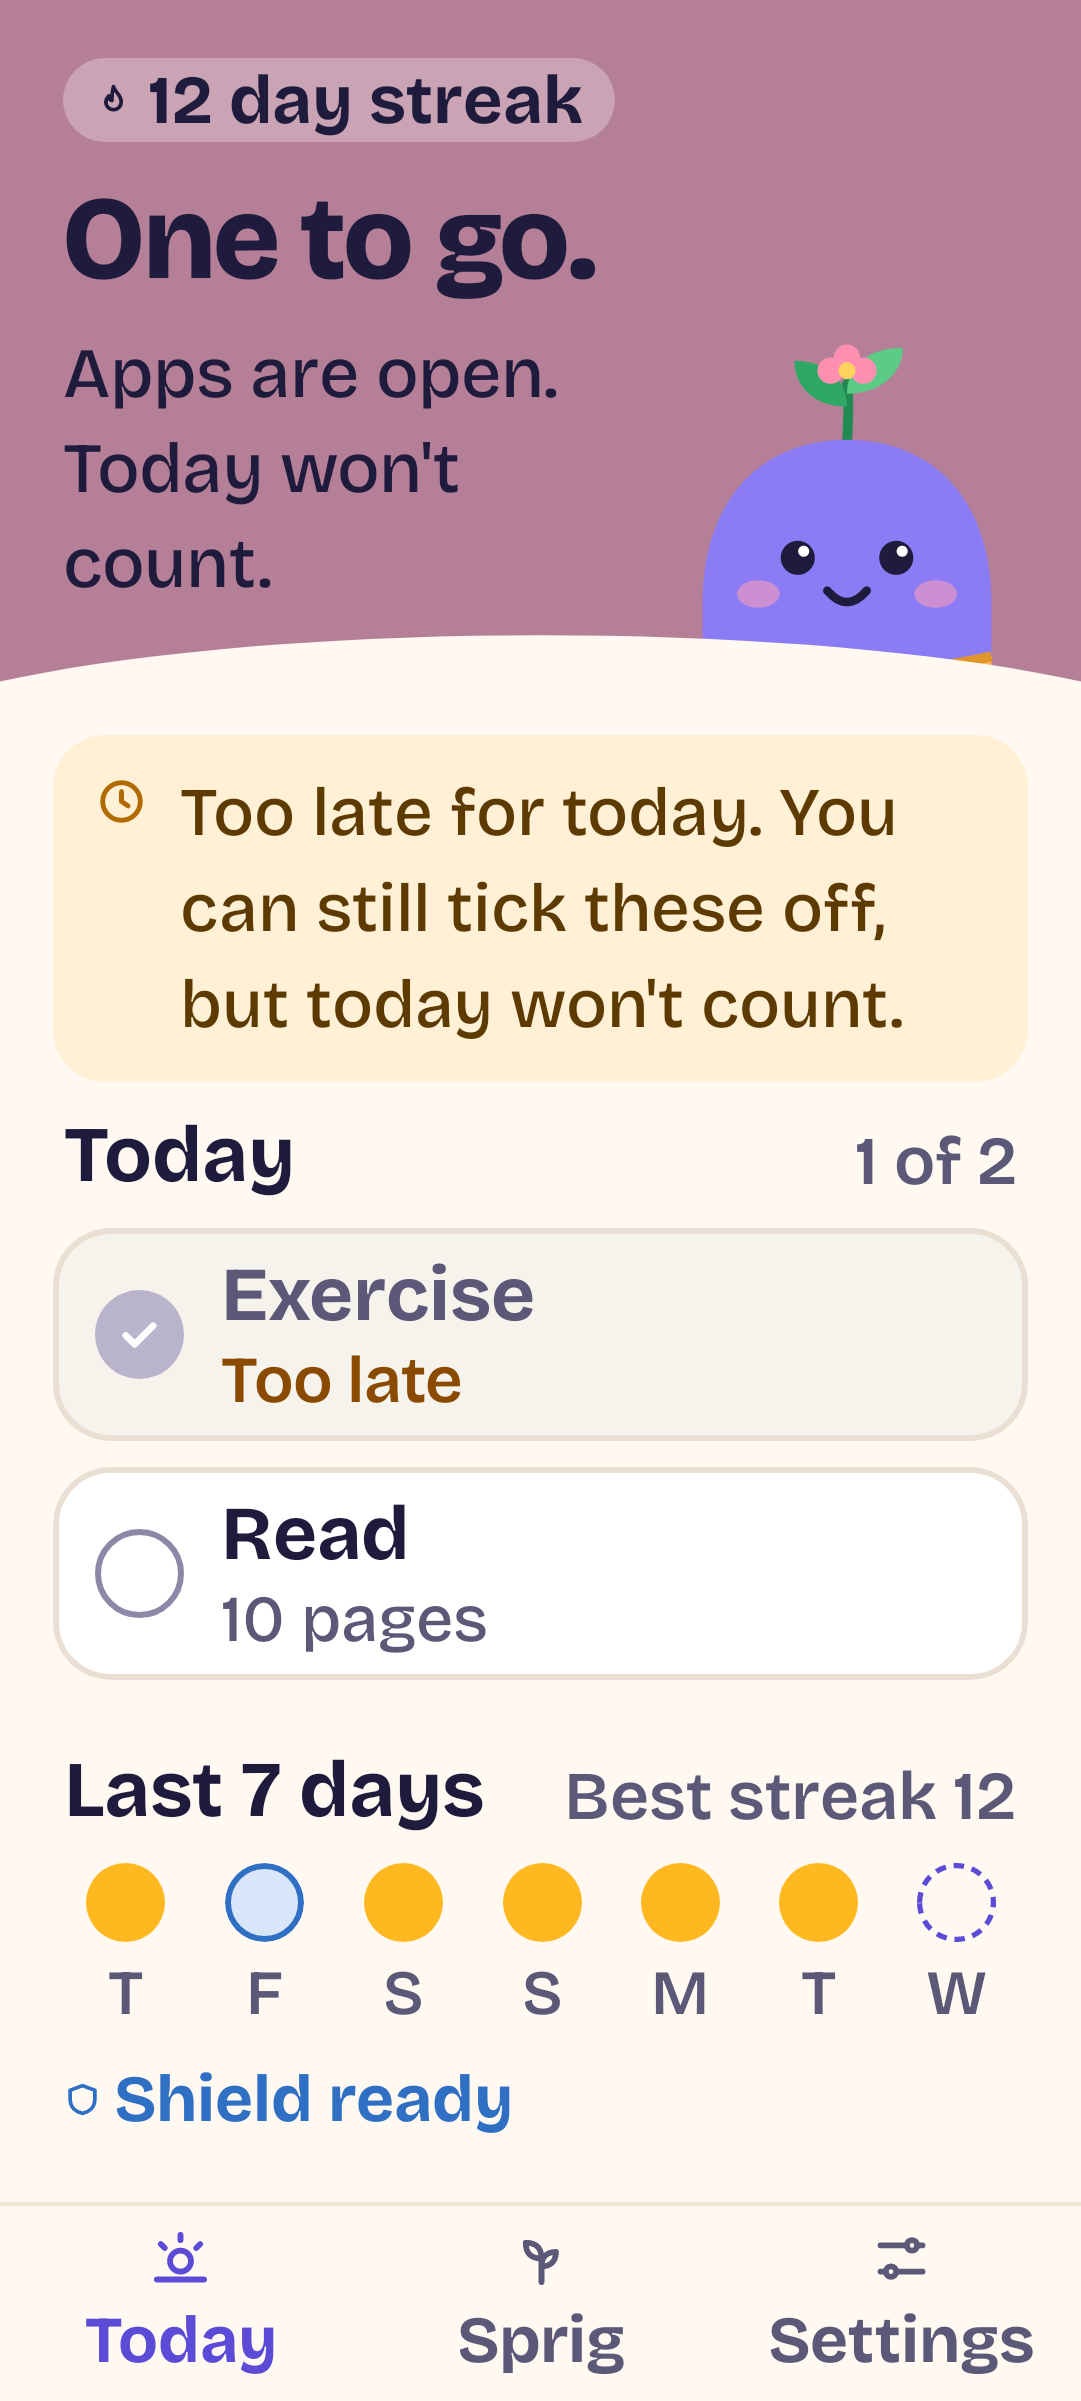 12 day streak
One to go.
Apps are open.
Today won't
count.
Too late for today. You
can still tick these off,
but today won't count.
Today
1 of 2
Exercise
Too late
Read
10 pages
Last 7 days
Best streak 12
T F S S M T W
Shield ready
Today
Sprig
Settings